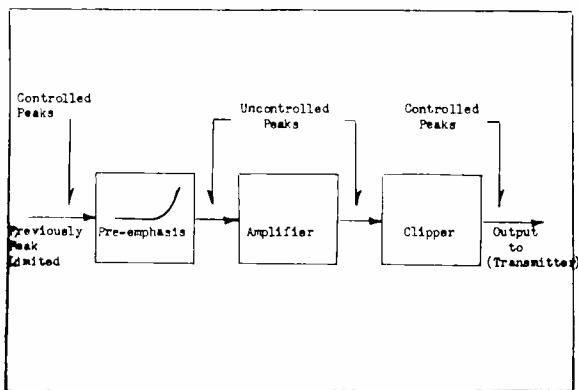 Controlled
Peaks
Uncontrolled
Peaks
Controlled
Peaks
Previously
Peak
Limited
Pre-emphasis
Amplifier
Clipper
Output
to
(Transmitter)